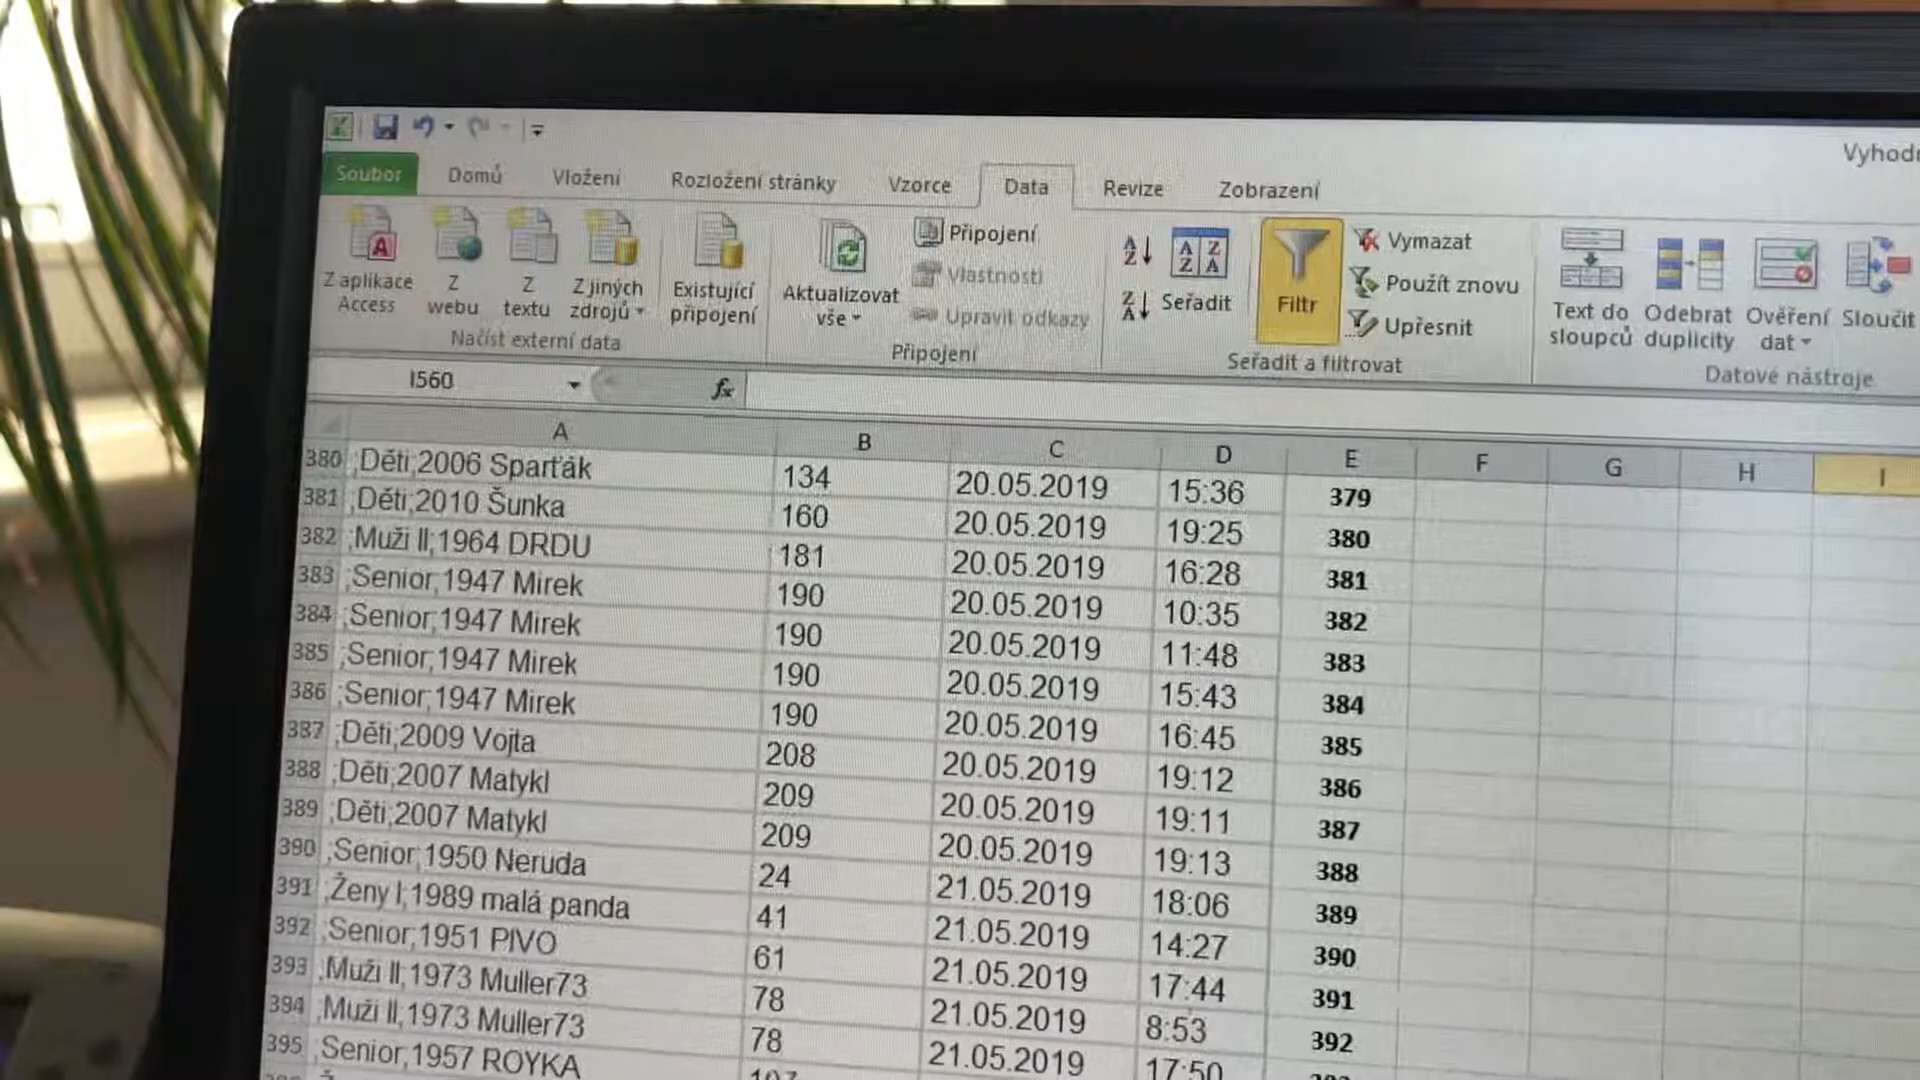 Vyhodn
Soubor Domů Vložení Rozložení stránky Vzorce Data Revize Zobrazení
Z aplikace Access Z webu Z textu Z jiných zdrojů Existující připojení Aktualizovat vše Připojení Vlastnosti Upravit odkazy Seřadit Filtr Vymazat Použít znovu Upřesnit Text do sloupců Odebrat duplicity Ověření dat Sloučit
Načíst externí data Připojení Seřadit a filtrovat Datové nástroje
I560 fx
A B C D E F G H I
380 ;Děti;2006 Sparťák 134 20.05.2019 15:36 379
381 ;Děti;2010 Šunka 160 20.05.2019 19:25 380
382 ;Muži II;1964 DRDU 181 20.05.2019 16:28 381
383 ;Senior;1947 Mirek 190 20.05.2019 10:35 382
384 ;Senior;1947 Mirek 190 20.05.2019 11:48 383
385 ;Senior;1947 Mirek 190 20.05.2019 15:43 384
386 ;Senior;1947 Mirek 190 20.05.2019 16:45 385
387 ;Děti;2009 Vojta 208 20.05.2019 19:12 386
388 ;Děti;2007 Matykl 209 20.05.2019 19:11 387
389 ;Děti;2007 Matykl 209 20.05.2019 19:13 388
390 ;Senior;1950 Neruda 24 21.05.2019 18:06 389
391 ;Ženy I;1989 malá panda 41 21.05.2019 14:27 390
392 ;Senior;1951 PIVO 61 21.05.2019 17:44 391
393 ;Muži II;1973 Muller73 78 21.05.2019 8:53 392
394 ;Muži II;1973 Muller73 78 21.05.2019 17:50
395 ;Senior;1957 ROYKA